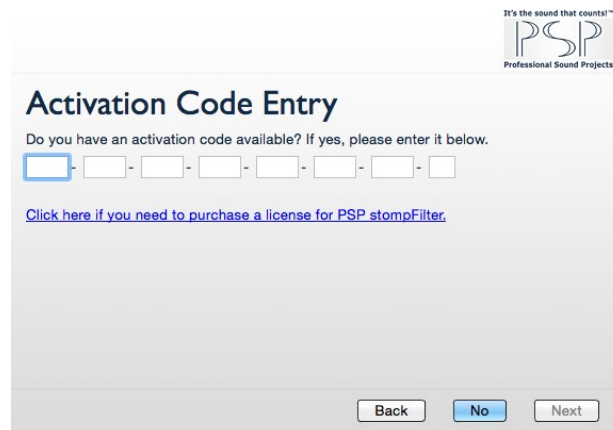 It's the sound that counts!™
PSP
Professional Sound Projects
Activation Code Entry
Do you have an activation code available? If yes, please enter it below.
- - - - - - -
Click here if you need to purchase a license for PSP stompFilter.
Back No Next